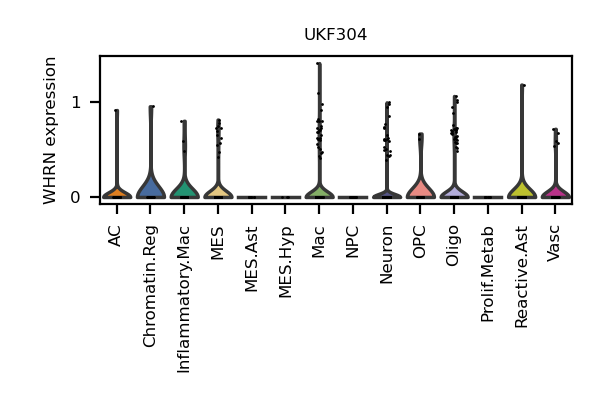 UKF304
WHRN expression
1
0
AC
Chromatin.Reg
Inflammatory.Mac
MES
MES.Ast
MES.Hyp
Mac
NPC
Neuron
OPC
Oligo
Prolif.Metab
Reactive.Ast
Vasc